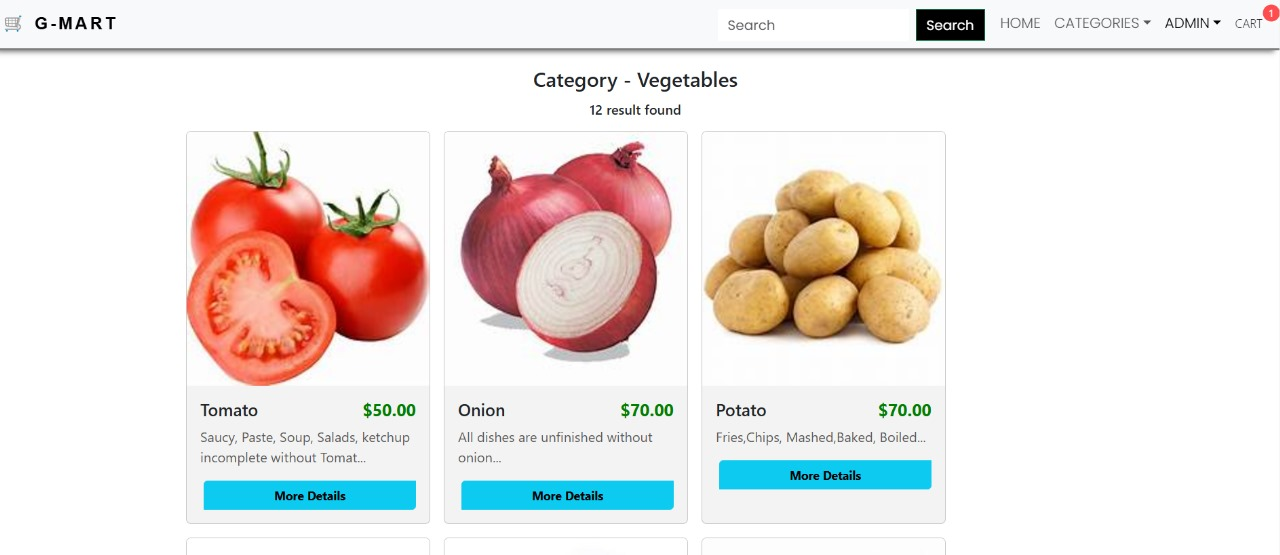 G-MART
Search Search HOME CATEGORIES ADMIN CART 1
Category - Vegetables
12 result found
Tomato $50.00
Saucy, Paste, Soup, Salads, ketchup
incomplete without Tomat...
More Details
Onion $70.00
All dishes are unfinished without
onion...
More Details
Potato $70.00
Fries,Chips, Mashed,Baked, Boiled...
More Details